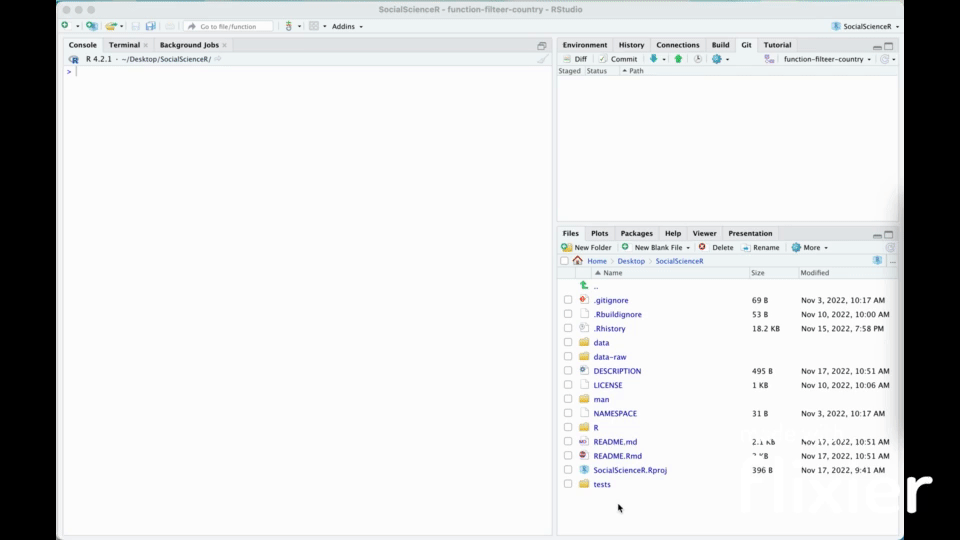 SocialScienceR - function-filteer-country - RStudio
Go to file/function Addins SocialScienceR
Console Terminal Background Jobs
R 4.2.1 · ~/Desktop/SocialScienceR/
>
Environment History Connections Build Git Tutorial
Diff Commit function-filteer-country
Staged Status Path
Files Plots Packages Help Viewer Presentation
New Folder New Blank File Delete Rename More
Home Desktop SocialScienceR ...
Name Size Modified
..
.gitignore 69 B Nov 3, 2022, 10:17 AM
.Rbuildignore 53 B Nov 10, 2022, 10:00 AM
.Rhistory 18.2 KB Nov 15, 2022, 7:58 PM
data
data-raw
DESCRIPTION 495 B Nov 17, 2022, 10:51 AM
LICENSE 1 KB Nov 10, 2022, 10:06 AM
man
NAMESPACE 31 B Nov 3, 2022, 10:17 AM
R
README.md 2.1 KB Nov 17, 2022, 10:51 AM
README.Rmd KB Nov 17, 2022, 10:51 AM
SocialScienceR.Rproj 396 B Nov 17, 2022, 9:41 AM
tests
flixier